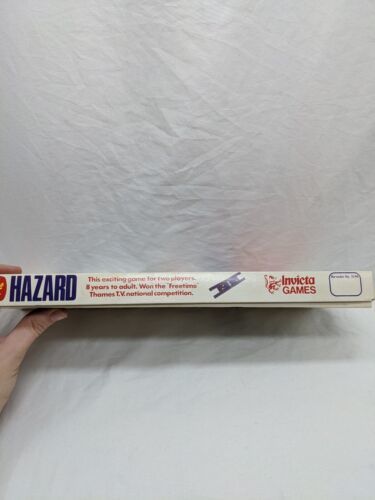 HAZARD
This exciting game for two players.
8 years to adult. Won the 'Freetime'
Thames T.V. national competition.
Invicta
GAMES